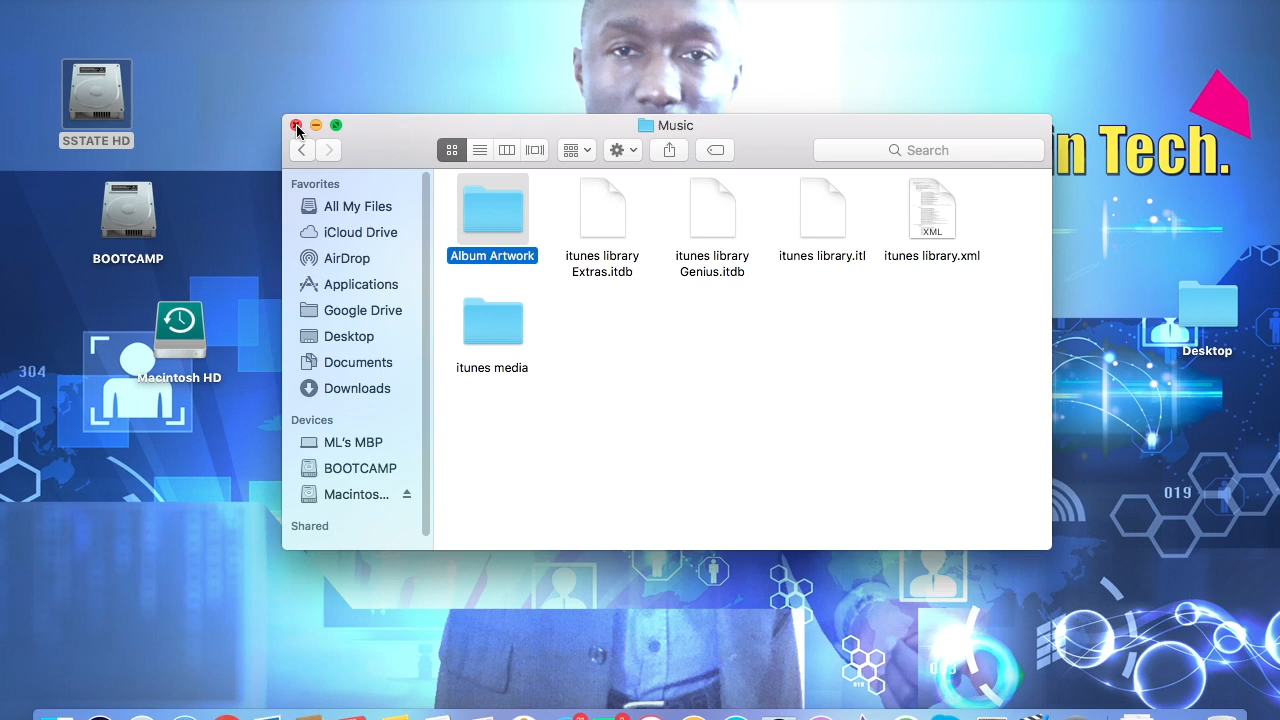 SSTATE HD
BOOTCAMP
304
Macintosh HD
Music
Search
Favorites
All My Files
iCloud Drive
AirDrop
Applications
Google Drive
Desktop
Documents
Downloads
Devices
ML's MBP
BOOTCAMP
Macintos...
Shared
Album Artwork
itunes library
Extras.itdb
itunes library
Genius.itdb
itunes library.itl
XML
itunes library.xml
itunes media
in Tech.
Desktop
019